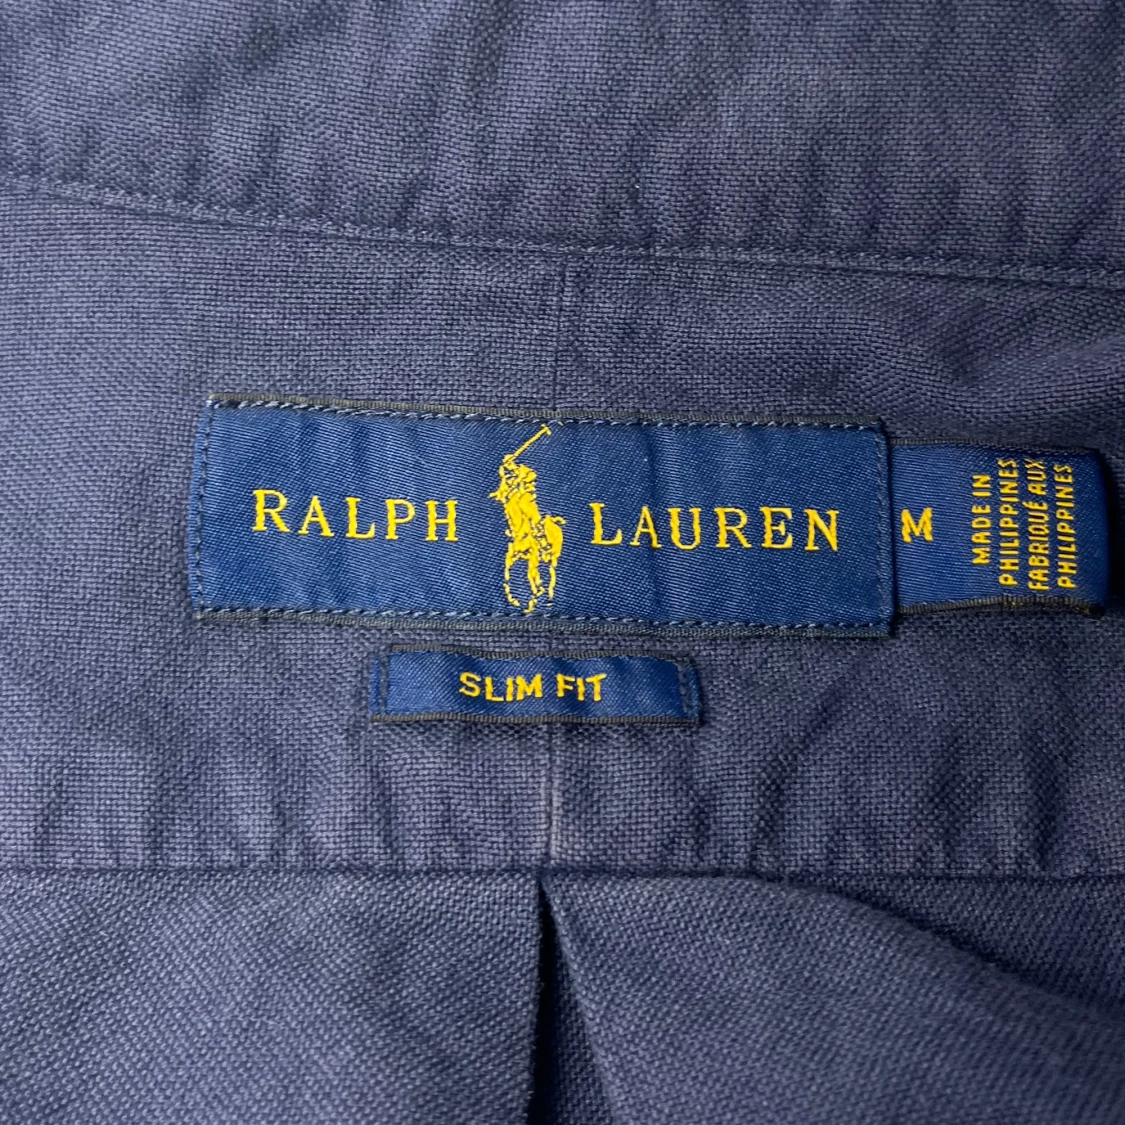 RALPH LAUREN
M
MADE IN
PHILIPPINES
FABRIQUÉ AUX
PHILIPPINES
SLIM FIT